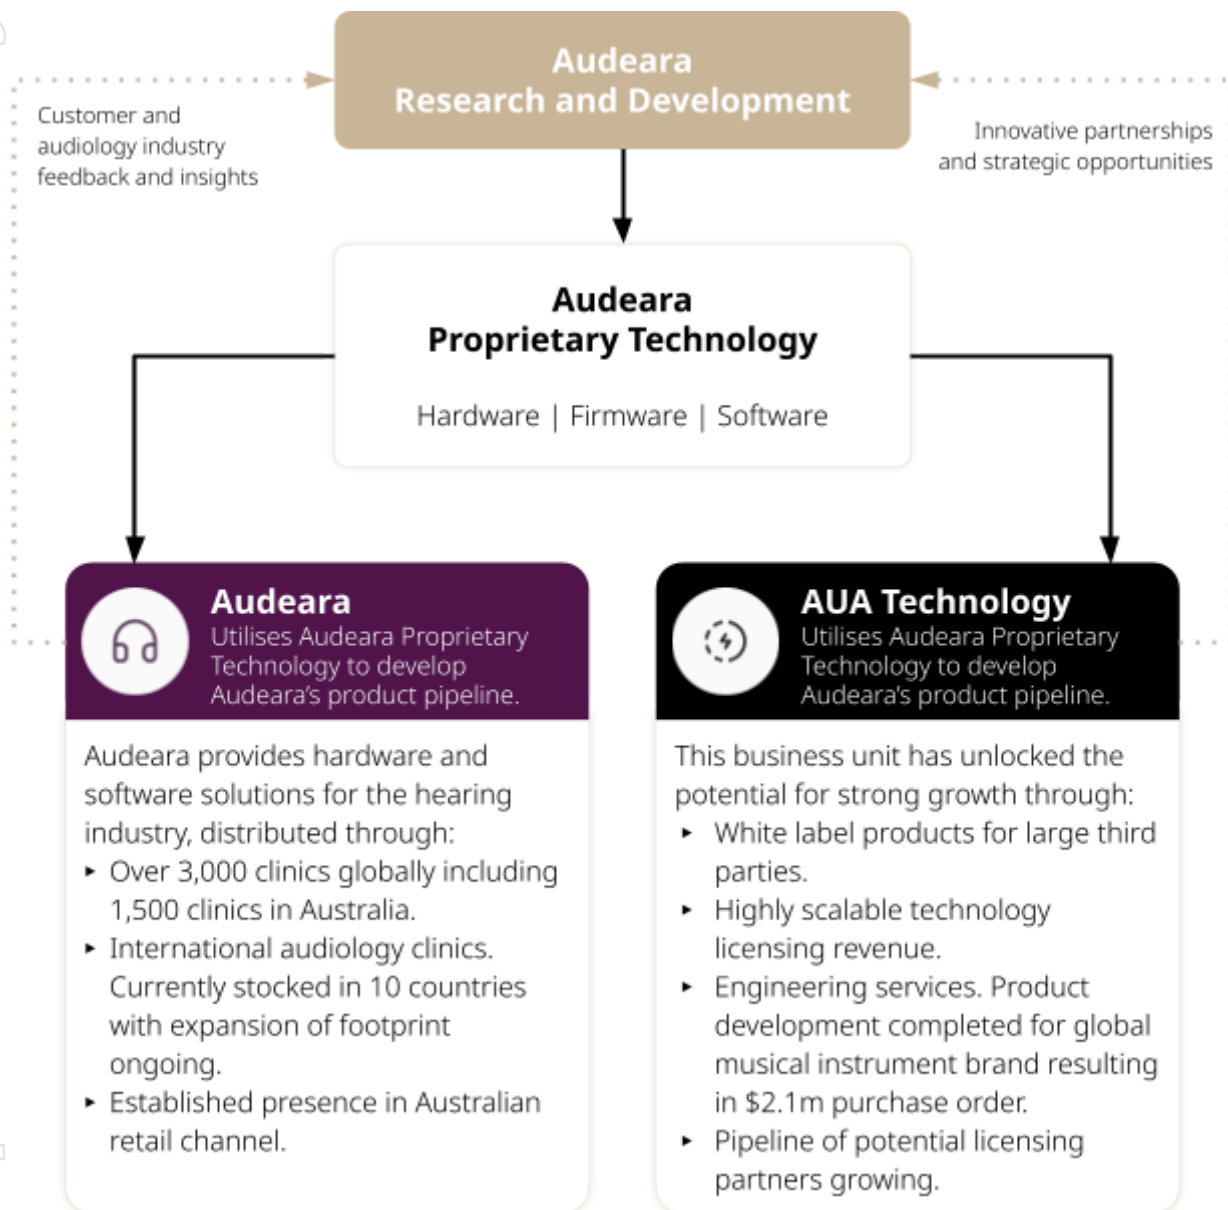 Audeara
Research and Development
Customer and
audiology industry
feedback and insights
Innovative partnerships
and strategic opportunities
Audeara
Proprietary Technology
Hardware | Firmware | Software
Audeara
Utilises Audeara Proprietary
Technology to develop
Audeara’s product pipeline.
Audeara provides hardware and
software solutions for the hearing
industry, distributed through:
‣ Over 3,000 clinics globally including
1,500 clinics in Australia.
‣ International audiology clinics.
Currently stocked in 10 countries
with expansion of footprint
ongoing.
‣ Established presence in Australian
retail channel.
AUA Technology
Utilises Audeara Proprietary
Technology to develop
Audeara’s product pipeline.
This business unit has unlocked the
potential for strong growth through:
‣ White label products for large third
parties.
‣ Highly scalable technology
licensing revenue.
‣ Engineering services. Product
development completed for global
musical instrument brand resulting
in $2.1m purchase order.
‣ Pipeline of potential licensing
partners growing.